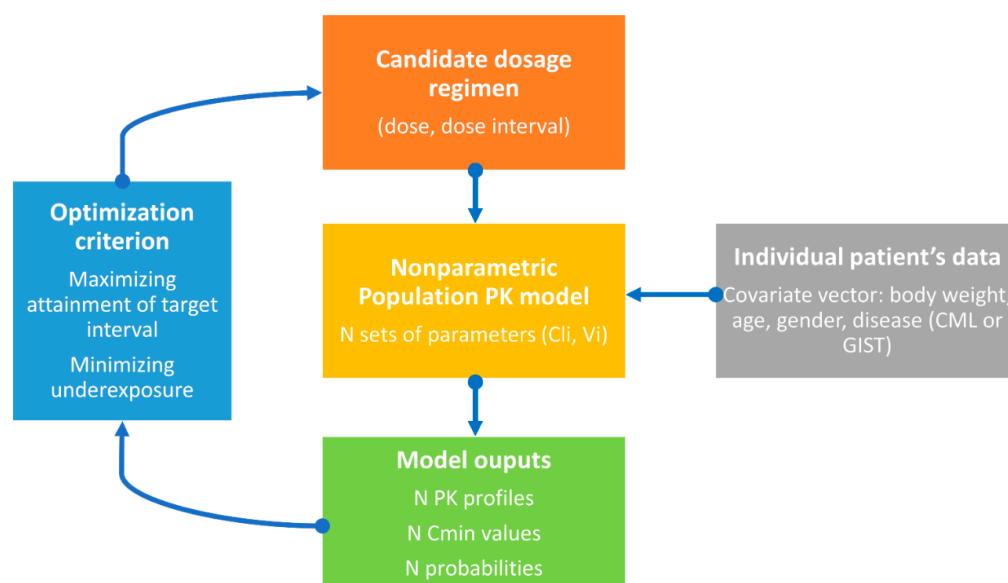 Candidate dosage
regimen
(dose, dose interval)
Optimization
criterion
Maximizing
attainment of target
interval
Minimizing
underexposure
Nonparametric
Population PK model
N sets of parameters (Cli, Vi)
Individual patient's data
Covariate vector: body weight,
age, gender, disease (CML or
GIST)
Model ouputs
N PK profiles
N Cmin values
N probabilities